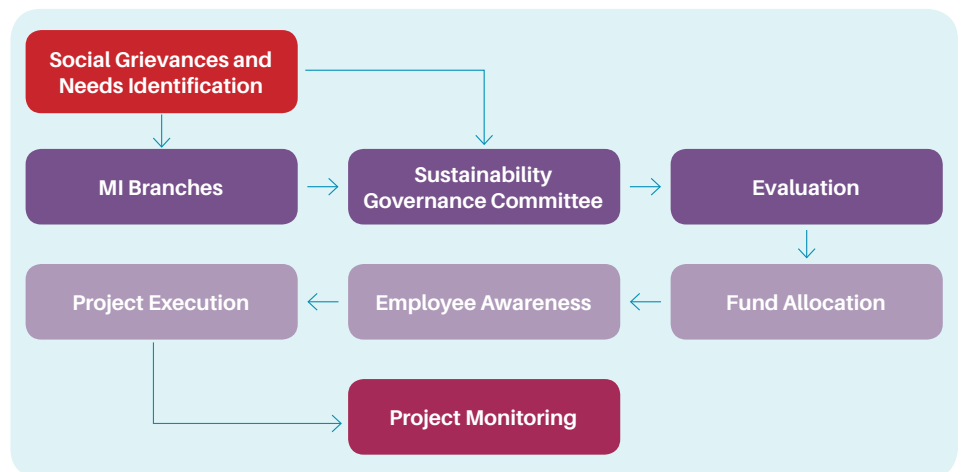 Social Grievances and
Needs Identification
MI Branches
Sustainability
Governance Committee
Evaluation
Project Execution
Employee Awareness
Fund Allocation
Project Monitoring